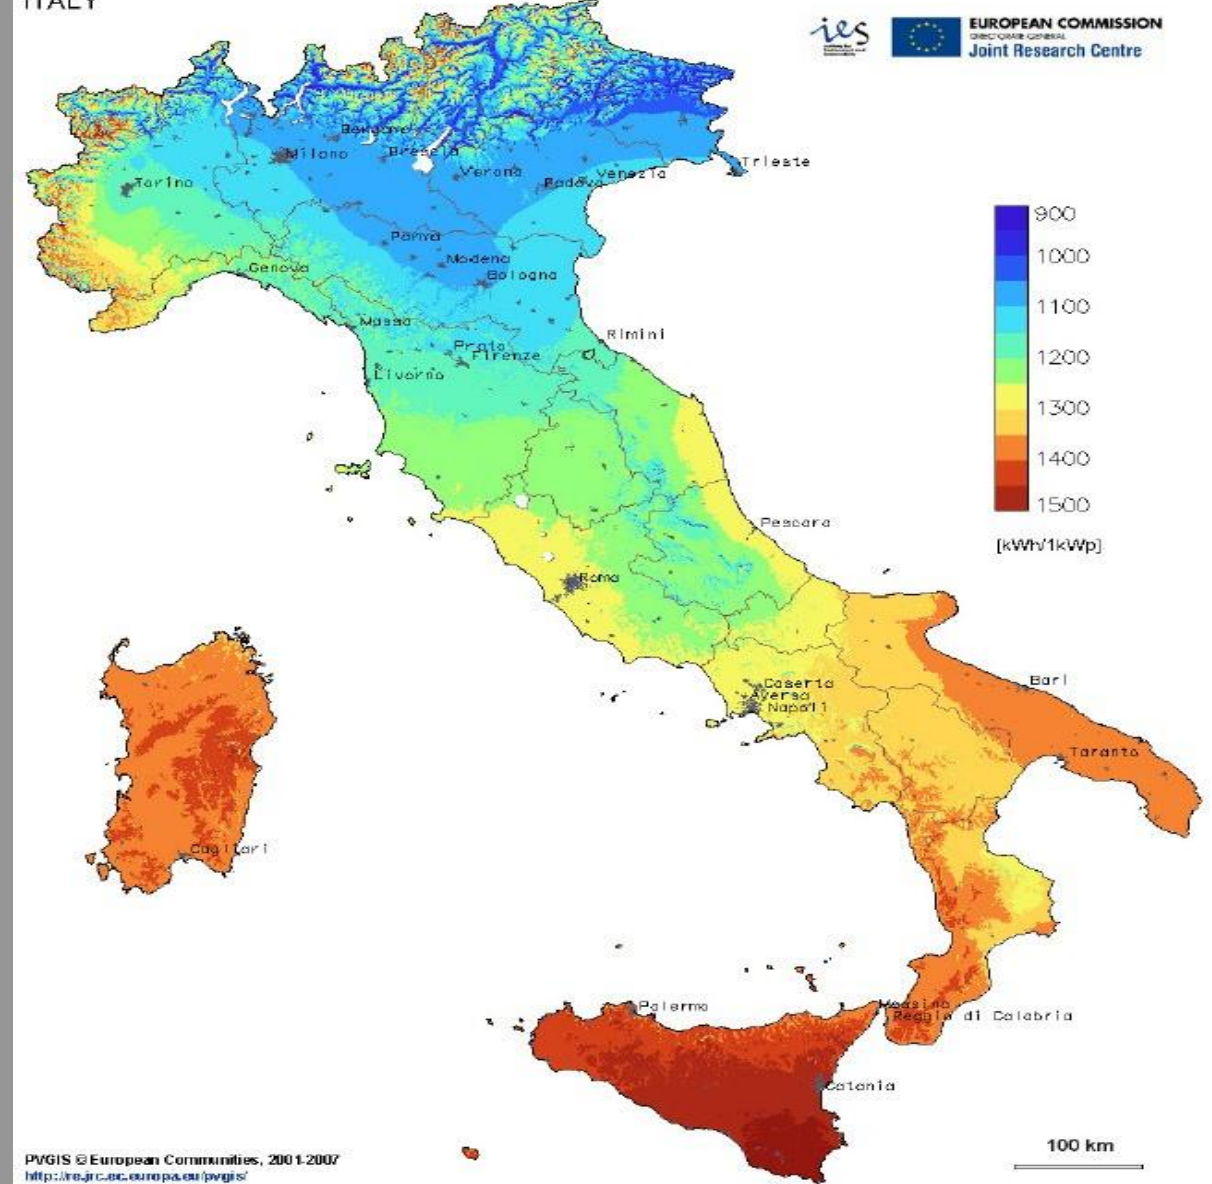 ITALY
ies
EUROPEAN COMMISSION
DIRECTORATE-GENERAL
Joint Research Centre
Bergamo
Milano
Brescia
Trieste
Verona
Venezia
Padova
Torino
Parma
Modena
Genova
Bologna
Massa
Rimini
Prato
Firenze
Livorno
Pescara
Roma
Caserta
Aversa
Napoli
Bari
Taranto
Cagliari
Palermo
Messina
Reggio di Calabria
Catania
900
1000
1100
1200
1300
1400
1500
[kWh/1kWp]
100 km
PVGIS © European Communities, 2001-2007
http://re.jrc.ec.europa.eu/pvgis/